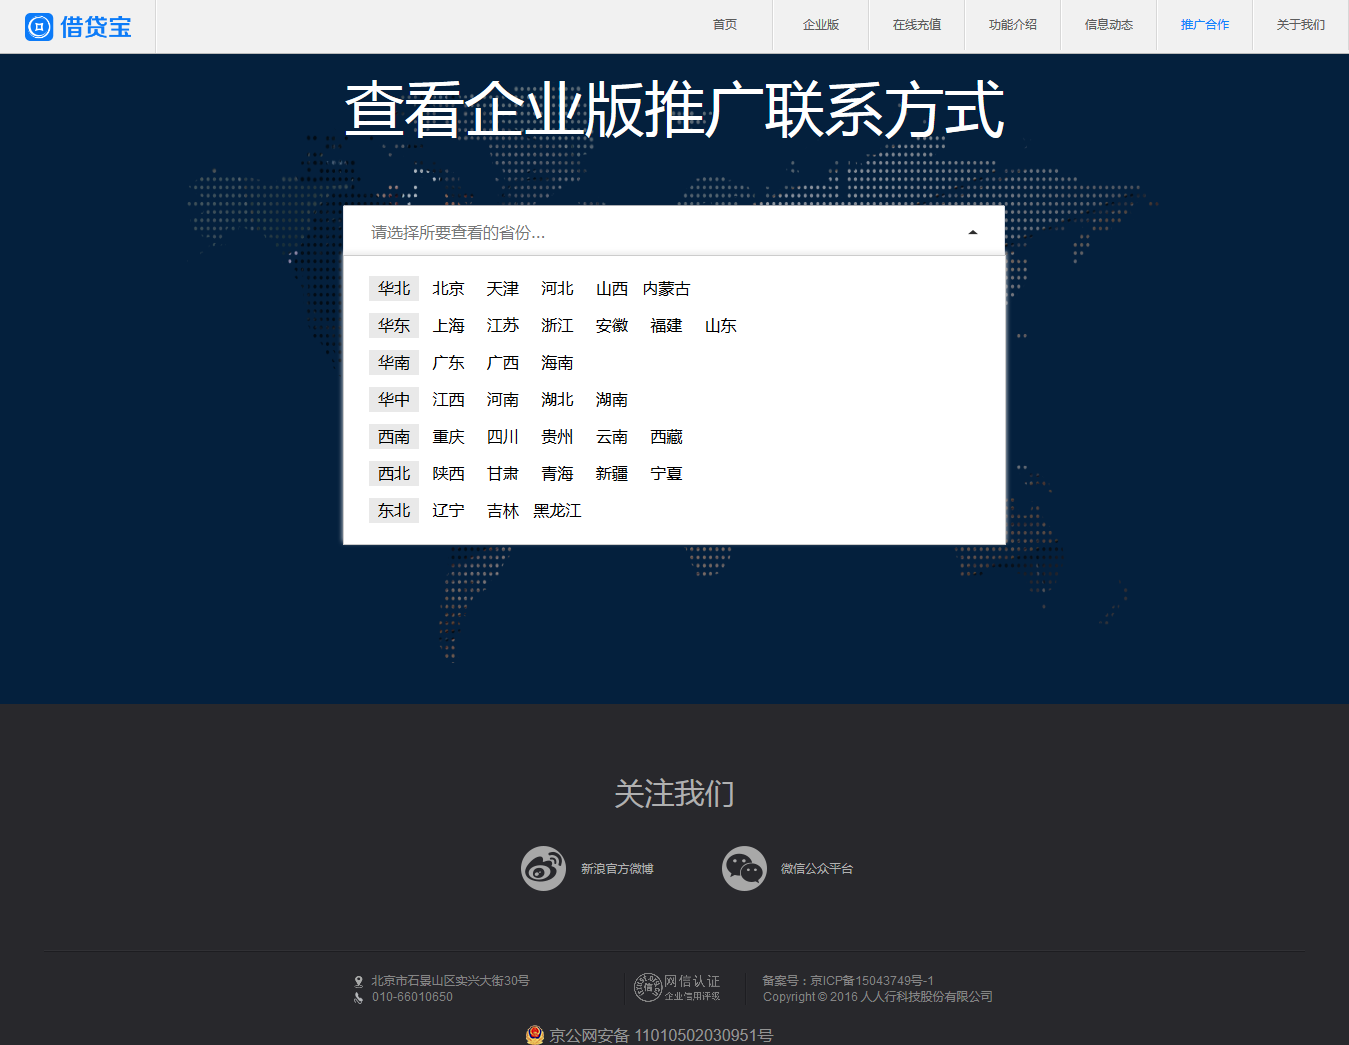 借贷宝 首页 企业版 在线充值 功能介绍 信息动态 推广合作 关于我们
查看企业版推广联系方式
请选择所要查看的省份...
华北 北京 天津 河北 山西 内蒙古
华东 上海 江苏 浙江 安徽 福建 山东
华南 广东 广西 海南
华中 江西 河南 湖北 湖南
西南 重庆 四川 贵州 云南 西藏
西北 陕西 甘肃 青海 新疆 宁夏
东北 辽宁 吉林 黑龙江
关注我们
新浪官方微博 微信公众平台
北京市石景山区实兴大街30号 网信认证 备案号：京ICP备15043749号-1
010-66010650 企业信用评级 Copyright © 2016 人人行科技股份有限公司
京公网安备 11010502030951号